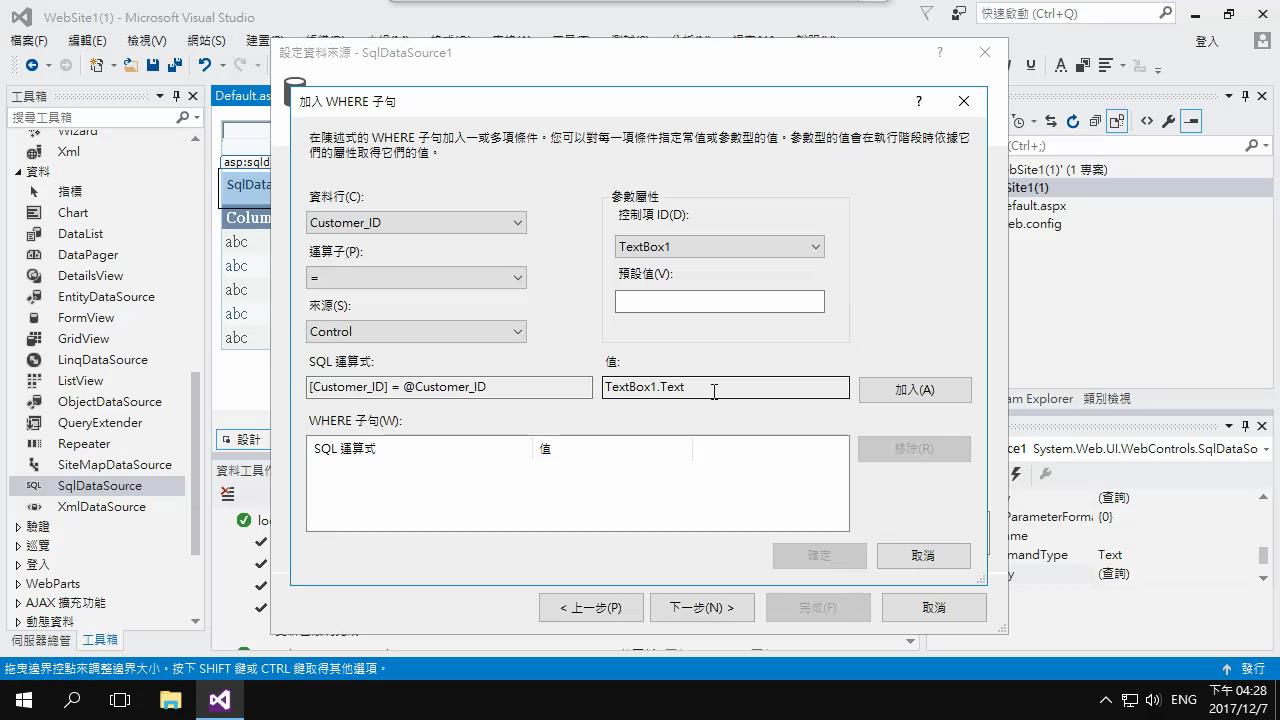 WebSite1(1) - Microsoft Visual Studio
快速啟動 (Ctrl+Q)
檔案(F) 編輯(E) 檢視(V) 網站(S)
登入
設定資料來源 - SqlDataSource1
工具箱
搜尋工具箱
Wizard
Xml
資料
指標
Chart
DataList
DataPager
DetailsView
EntityDataSource
FormView
GridView
LinqDataSource
ListView
ObjectDataSource
QueryExtender
Repeater
SiteMapDataSource
SqlDataSource
XmlDataSource
驗證
巡覽
登入
WebParts
AJAX 擴充功能
動態資料
伺服器總管 工具箱
Default.as
asp:sqld
SqlData
Colum
abc
abc
abc
abc
abc
設計
資料工具作
loc
加入 WHERE 子句
在陳述式的 WHERE 子句加入一或多項條件。您可以對每一項條件指定常值或參數型的值。參數型的值會在執行階段時依據它
們的屬性取得它們的值。
資料行(C):
Customer_ID
運算子(P):
=
來源(S):
Control
參數屬性
控制項 ID(D):
TextBox1
預設值(V):
SQL 運算式:
[Customer_ID] = @Customer_ID
值:
TextBox1.Text
加入(A)
WHERE 子句(W):
SQL 運算式 值
移除(R)
確定 取消
< 上一步(P) 下一步(N) > 完成(F) 取消
(Ctrl+;)
bSite1(1)' (1 專案)
Site1(1)
efault.aspx
eb.config
am Explorer 類別檢視
ce1 System.Web.UI.WebControls.SqlDataSo
(查詢)
ParameterForma {0}
me
mandType Text
y (查詢)
拖曳邊界控點來調整邊界大小。按下 SHIFT 鍵或 CTRL 鍵取得其他選項。
發行
ENG
下午 04:28
2017/12/7